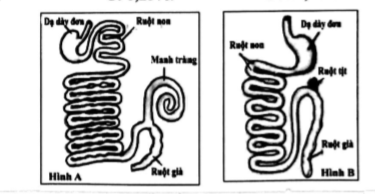 Dạ dày đơn
Ruột non
Manh tràng
Ruột già
Hình A
Dạ dày đơn
Ruột non
Ruột tịt
Ruột già
Hình B